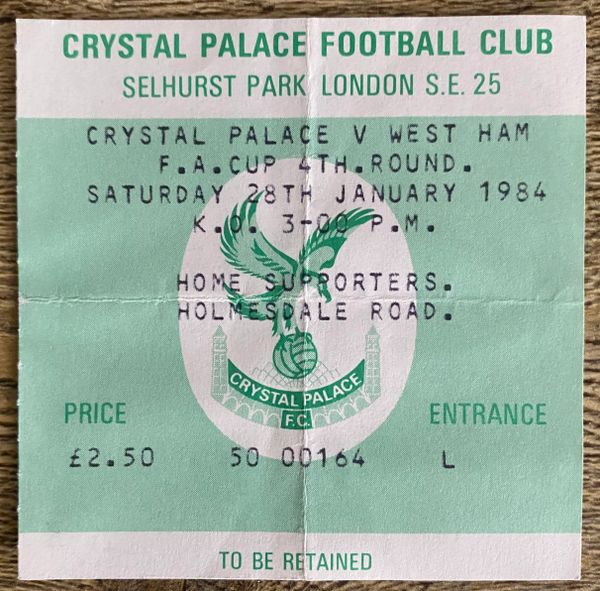 CRYSTAL PALACE FOOTBALL CLUB
SELHURST PARK LONDON S.E. 25
CRYSTAL PALACE V WEST HAM
F.A.CUP 4TH.ROUND.
SATURDAY 28TH JANUARY 1984
K.O. 3-00 P.M.
HOME SUPPORTERS.
HOLMESDALE ROAD.
CRYSTAL PALACE
F.C.
PRICE ENTRANCE
£2.50 50 00164 L
TO BE RETAINED